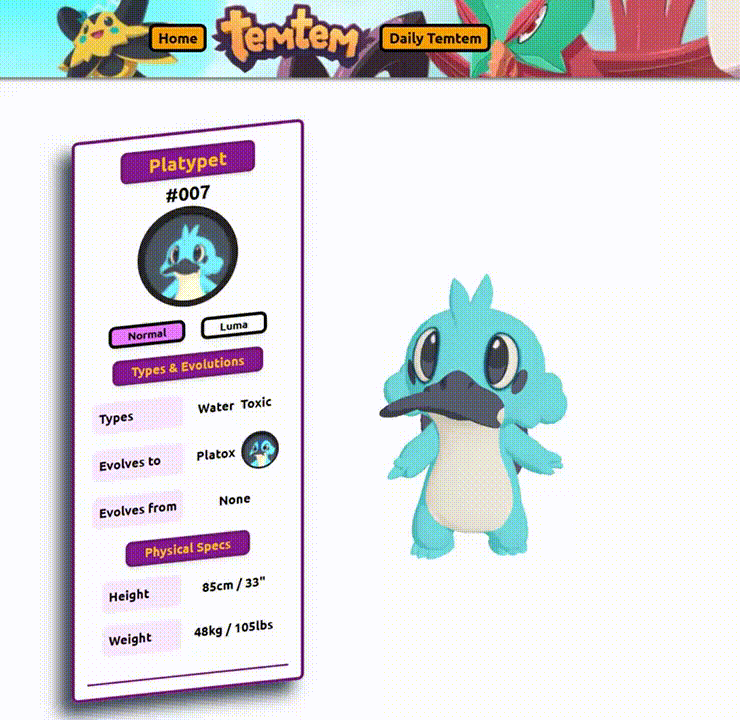 Home
temtem
Daily Temtem
Platypet
#007
Normal Luma
Types & Evolutions
Types Water Toxic
Evolves to Platox
Evolves from None
Physical Specs
Height 85cm / 33"
Weight 48kg / 105lbs